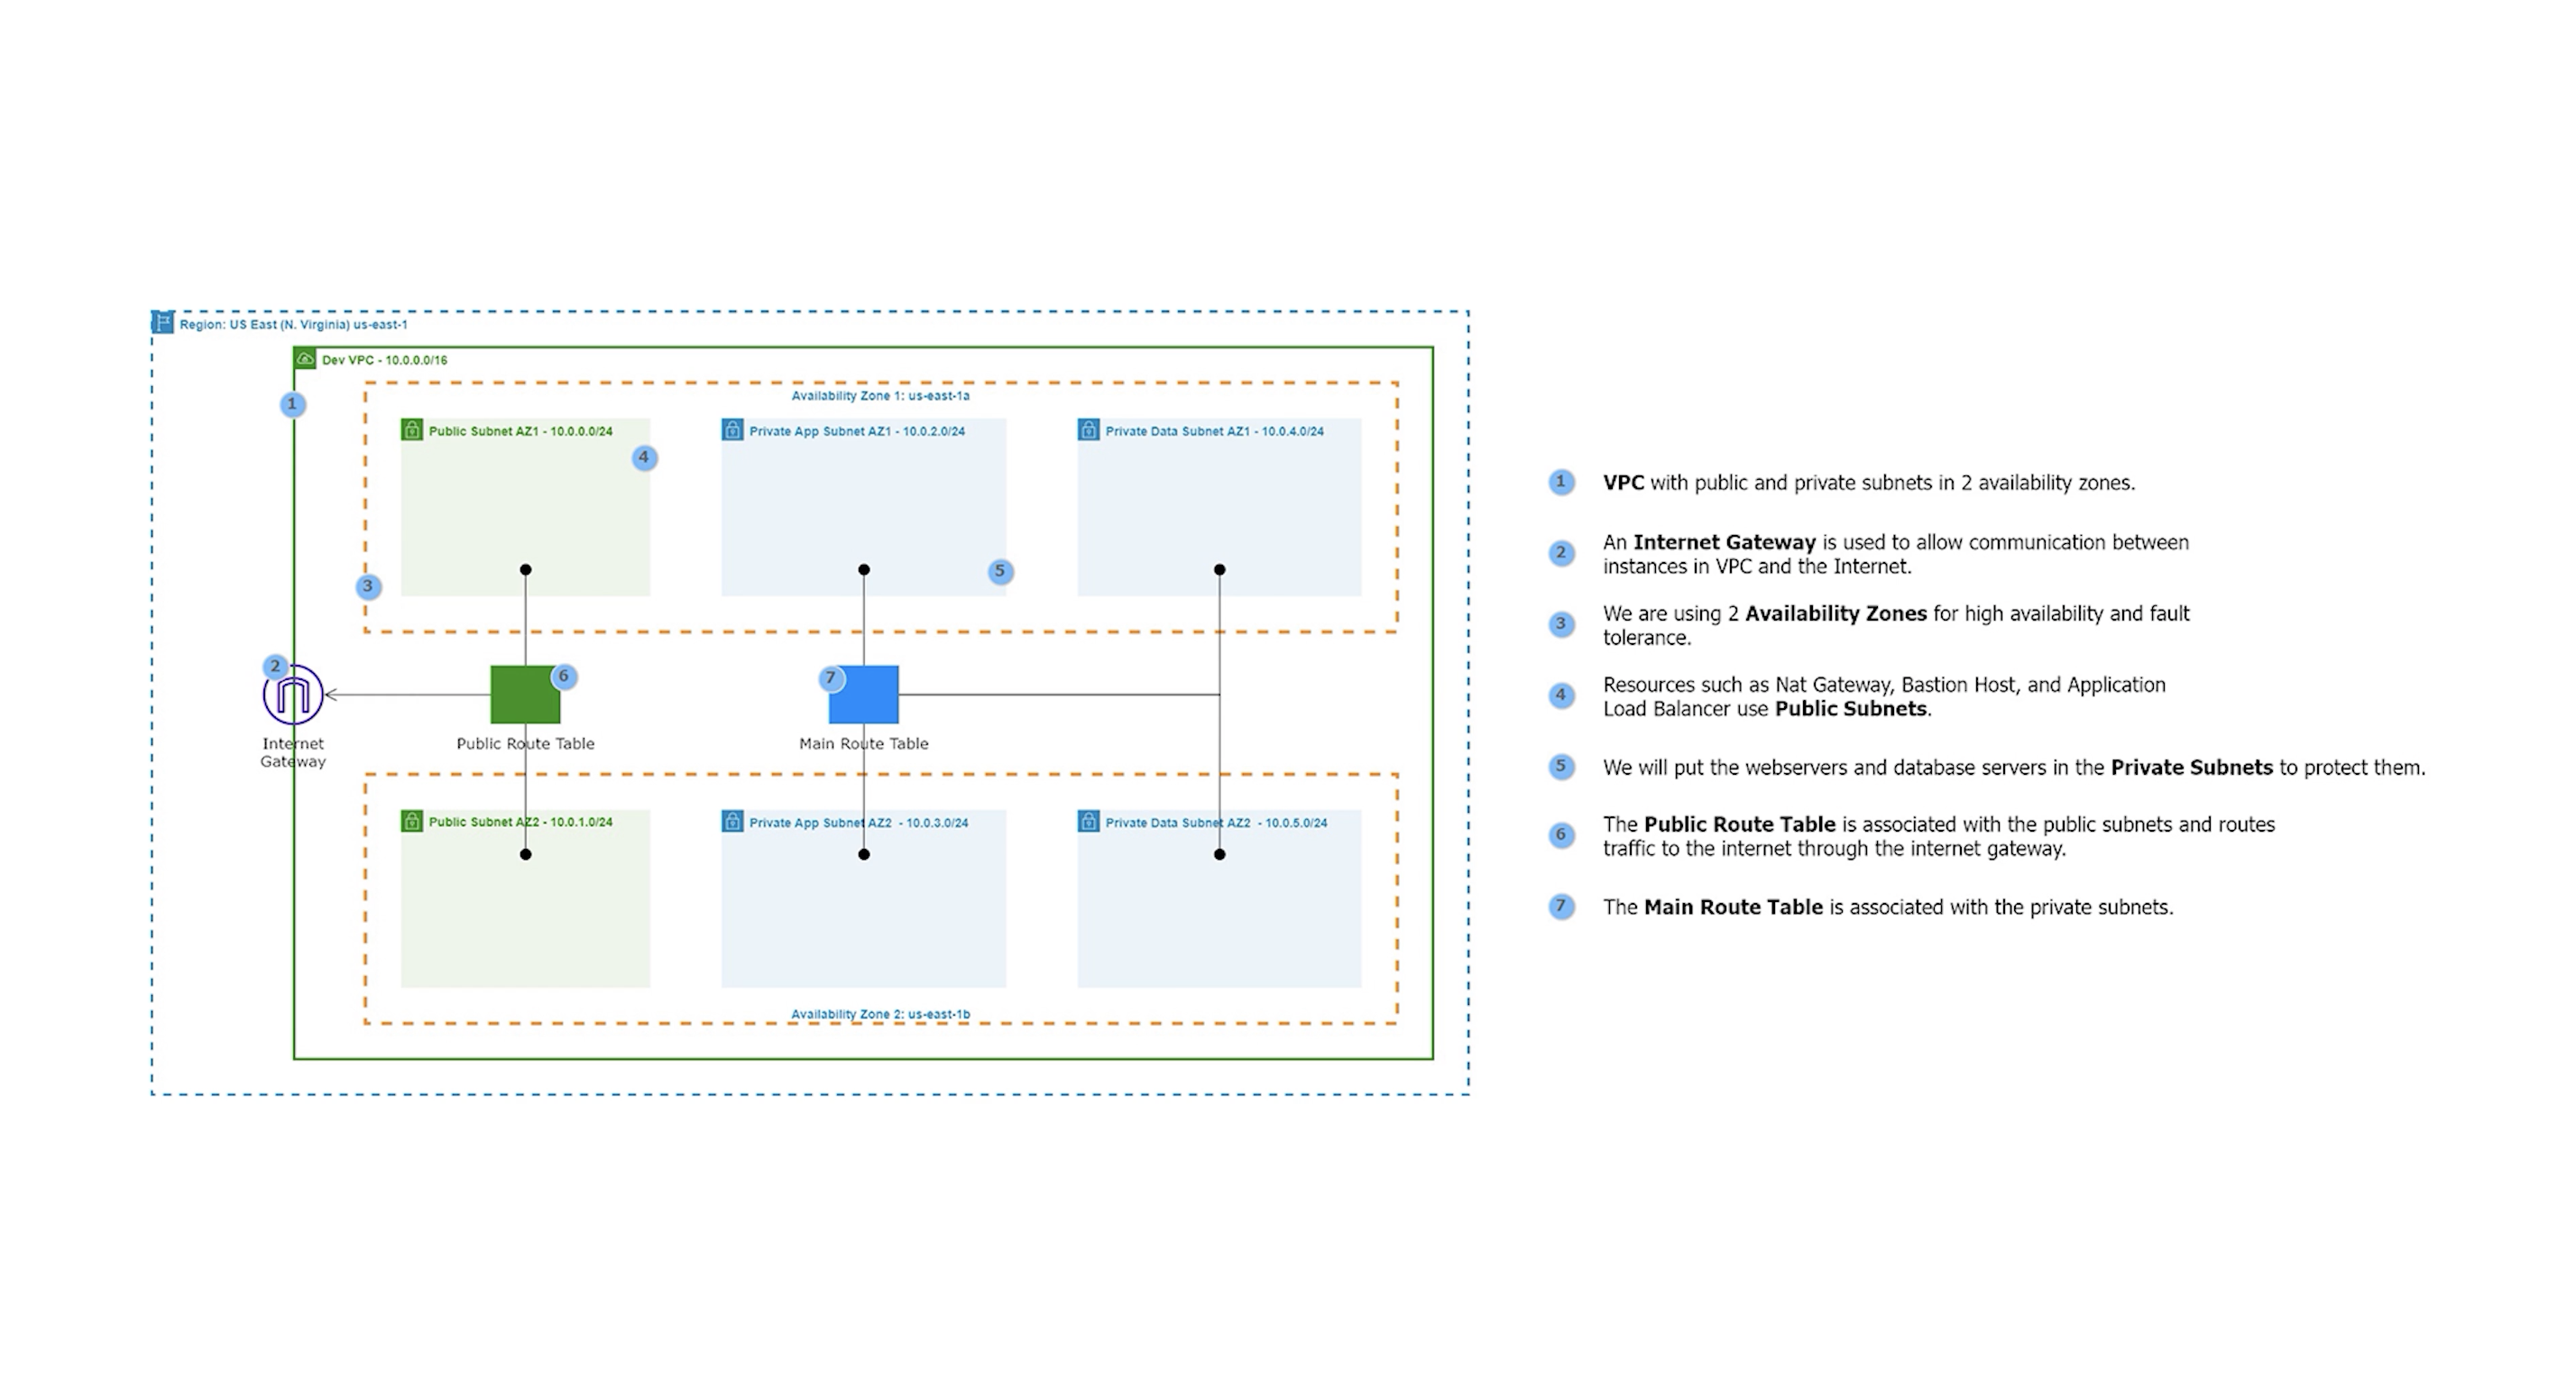 Region: US East (N. Virginia) us-east-1
Dev VPC - 10.0.0.0/16
1
Availability Zone 1: us-east-1a
Public Subnet AZ1 - 10.0.0.0/24
Private App Subnet AZ1 - 10.0.2.0/24
Private Data Subnet AZ1 - 10.0.4.0/24
4
5
3
2
6
7
Internet
Gateway
Public Route Table
Main Route Table
Public Subnet AZ2 - 10.0.1.0/24
Private App Subnet AZ2 - 10.0.3.0/24
Private Data Subnet AZ2 - 10.0.5.0/24
Availability Zone 2: us-east-1b
1 VPC with public and private subnets in 2 availability zones.
2 An Internet Gateway is used to allow communication between
instances in VPC and the Internet.
3 We are using 2 Availability Zones for high availability and fault
tolerance.
4 Resources such as Nat Gateway, Bastion Host, and Application
Load Balancer use Public Subnets.
5 We will put the webservers and database servers in the Private Subnets to protect them.
6 The Public Route Table is associated with the public subnets and routes
traffic to the internet through the internet gateway.
7 The Main Route Table is associated with the private subnets.